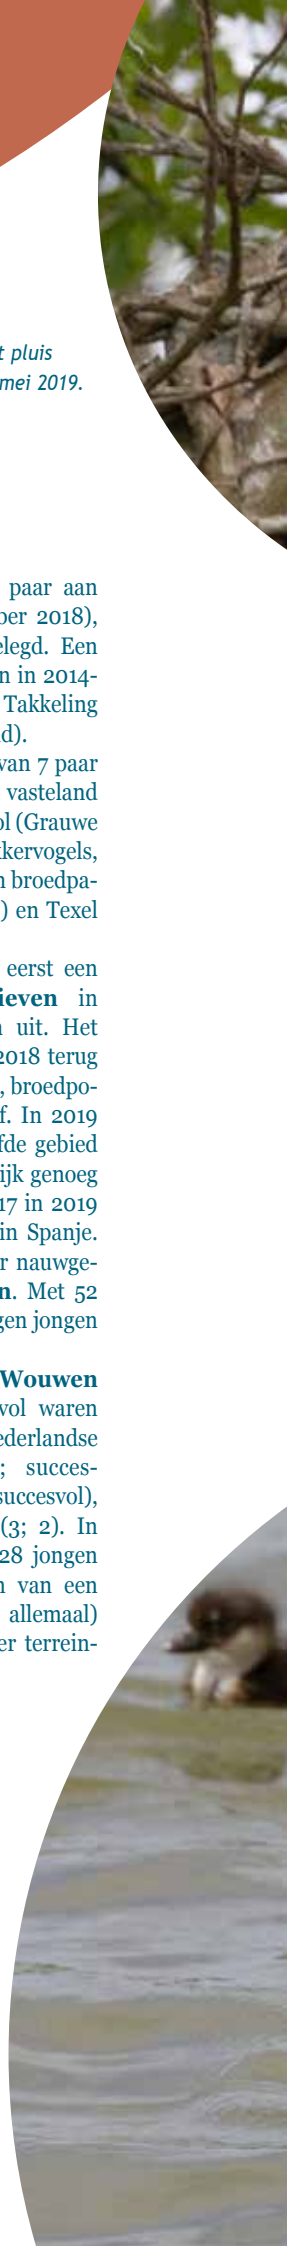 t pluis
mei 2019.
paar aan
ber 2018),
elegd. Een
n in 2014-
Takkeling
d).
van 7 paar
vasteland
ol (Grauwe
kkervogels,
n broedpa-
) en Texel
eerst een
ieven in
n uit. Het
2018 terug
, broedpo-
f. In 2019
fde gebied
ijk genoeg
17 in 2019
in Spanje.
r nauwge-
n. Met 52
gen jongen
Wouwen
vol waren
ederlandse
; succes-
succesvol),
(3; 2). In
28 jongen
n van een
allemaal)
er terrein-